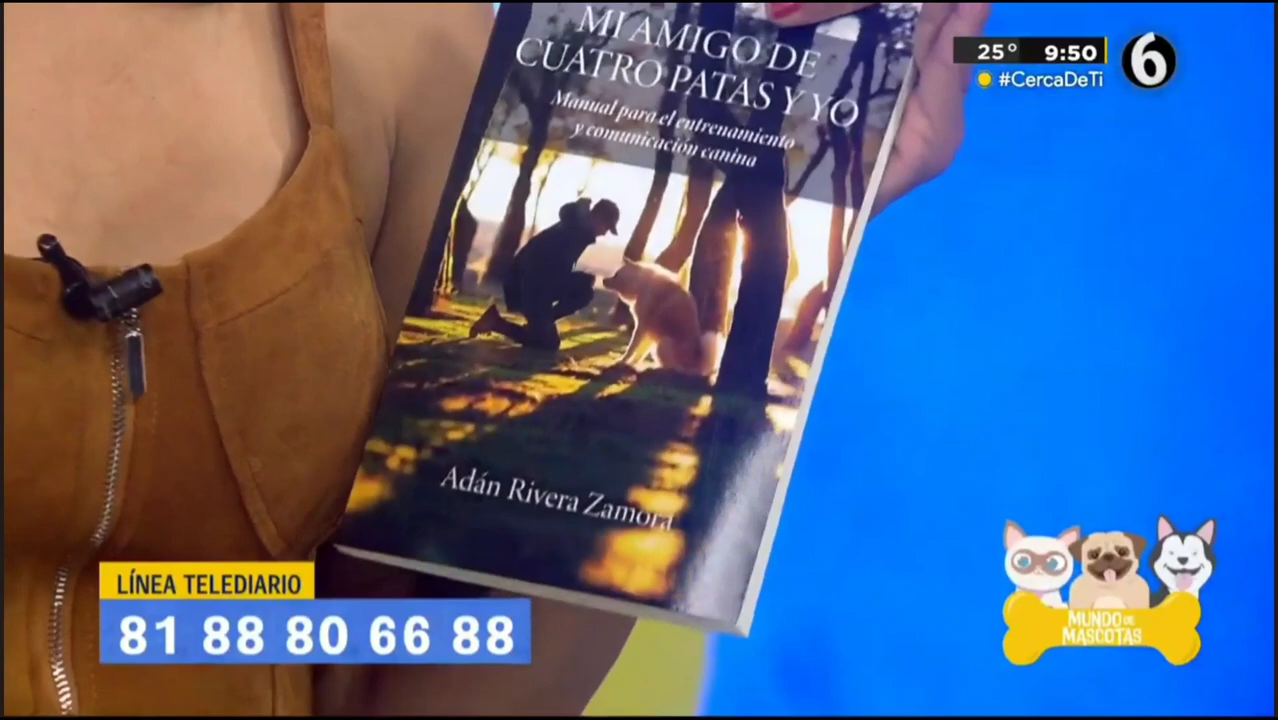 MI AMIGO DE
CUATRO PATAS Y YO
Manual para el entrenamiento
y comunicación canina
Adán Rivera Zamora
25° 9:50
#CercaDeTi
6
LÍNEA TELEDIARIO
81 88 80 66 88
MUNDO DE
MASCOTAS